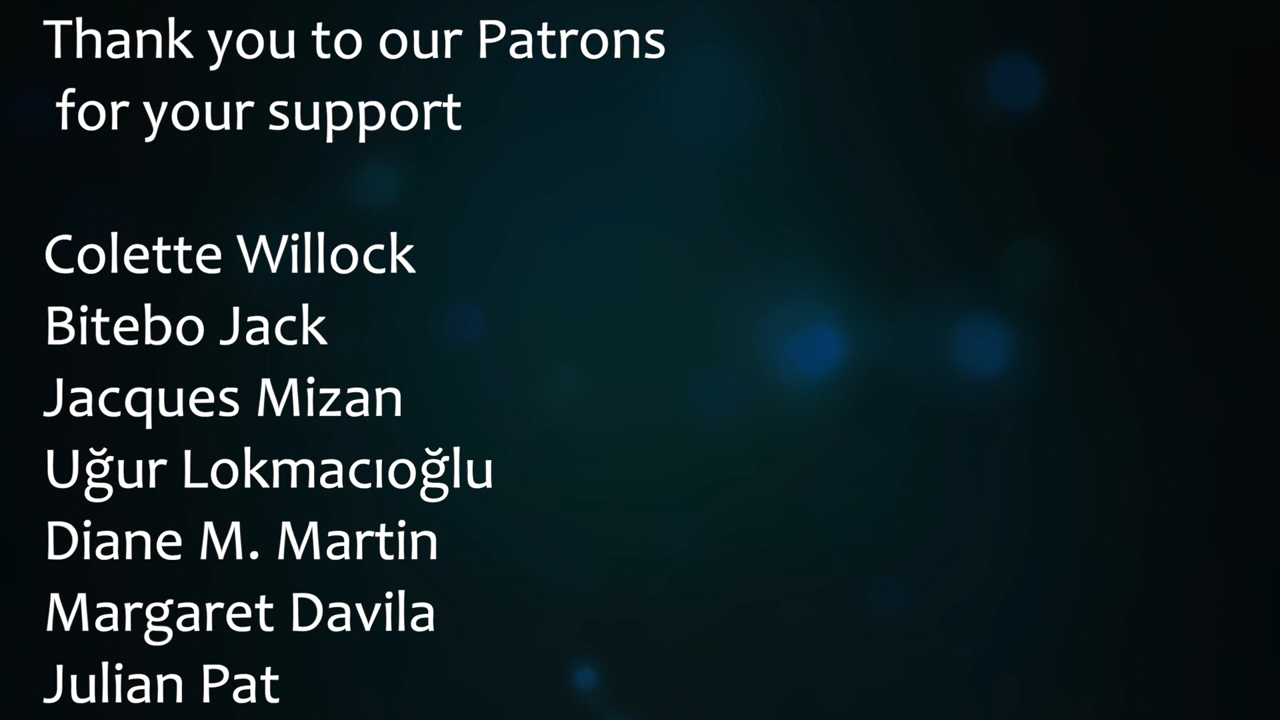 Thank you to our Patrons
for your support
Colette Willock
Bitebo Jack
Jacques Mizan
Uğur Lokmacıoğlu
Diane M. Martin
Margaret Davila
Julian Pat